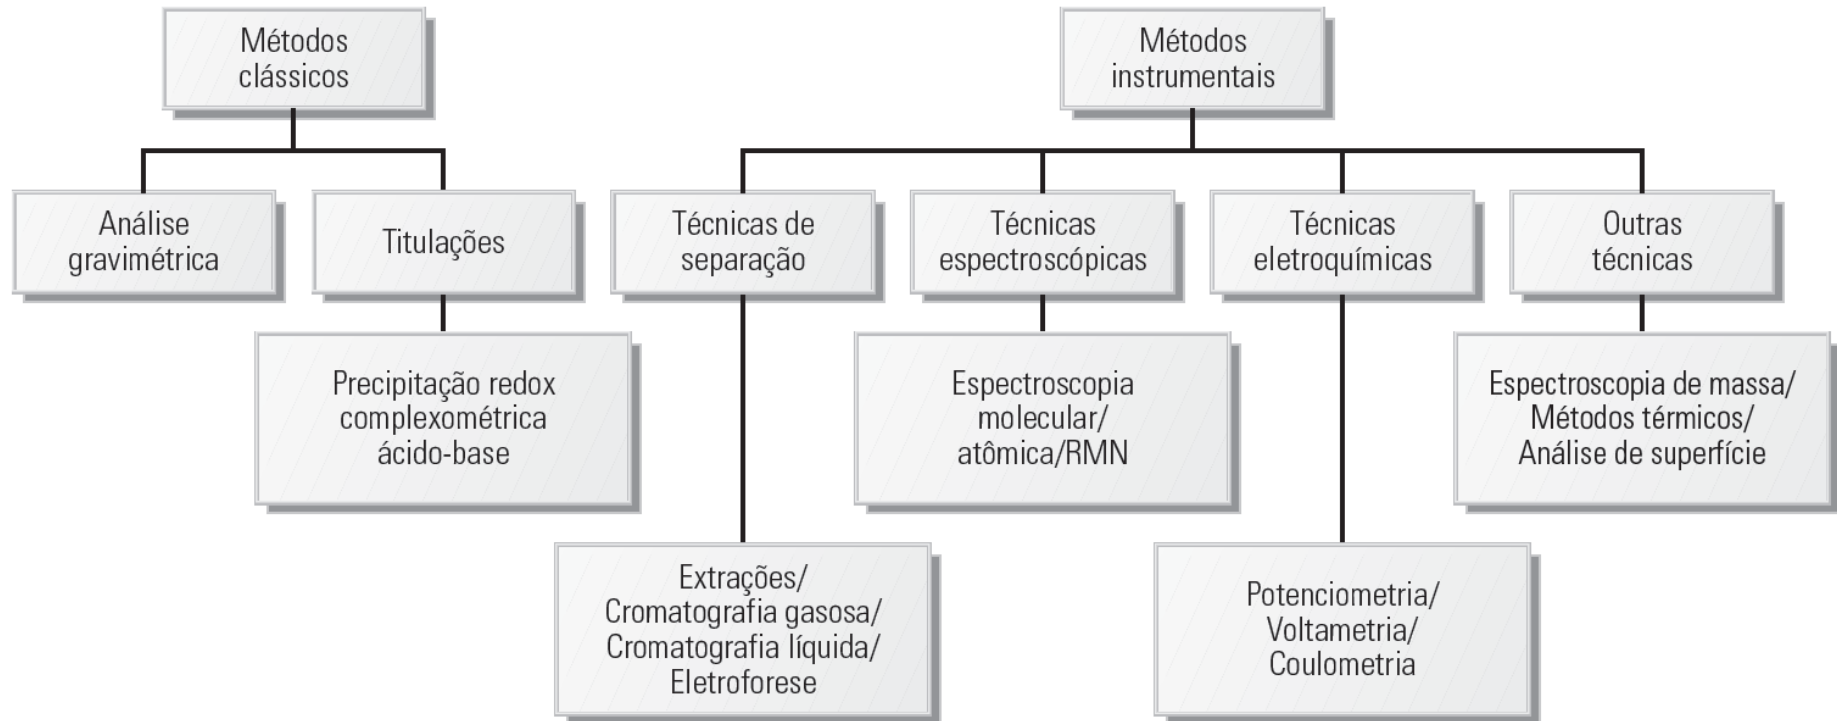 Métodos
clássicos
Métodos
instrumentais
Análise
gravimétrica
Titulações
Técnicas de
separação
Técnicas
espectroscópicas
Técnicas
eletroquímicas
Outras
técnicas
Precipitação redox
complexométrica
ácido-base
Espectroscopia
molecular/
atômica/RMN
Espectroscopia de massa/
Métodos térmicos/
Análise de superfície
Extrações/
Cromatografia gasosa/
Cromatografia líquida/
Eletroforese
Potenciometria/
Voltametria/
Coulometria